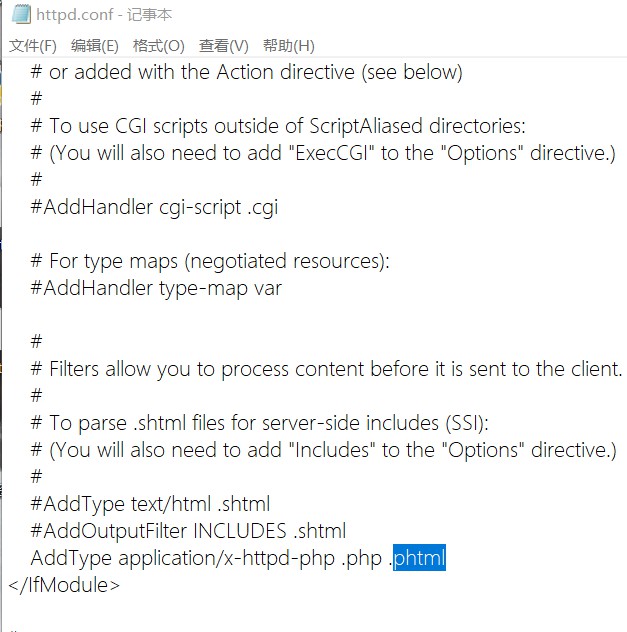 httpd.conf - 记事本
文件(F) 编辑(E) 格式(O) 查看(V) 帮助(H)
# or added with the Action directive (see below)
#
# To use CGI scripts outside of ScriptAliased directories:
# (You will also need to add "ExecCGI" to the "Options" directive.)
#
#AddHandler cgi-script .cgi
# For type maps (negotiated resources):
#AddHandler type-map var
#
# Filters allow you to process content before it is sent to the client.
#
# To parse .shtml files for server-side includes (SSI):
# (You will also need to add "Includes" to the "Options" directive.)
#
#AddType text/html .shtml
#AddOutputFilter INCLUDES .shtml
AddType application/x-httpd-php .php .phtml
</IfModule>